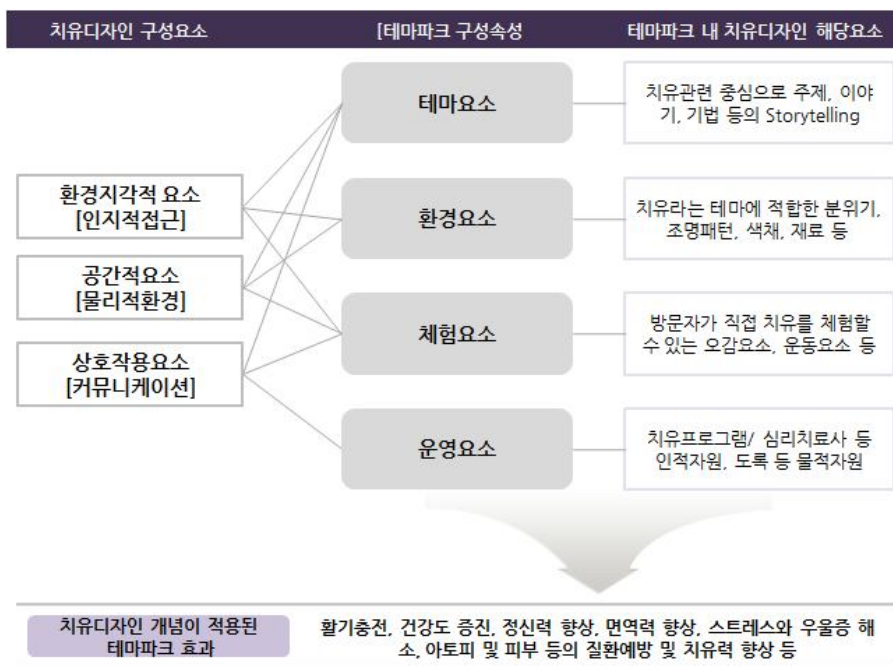 치유디자인 구성요소
[테마파크 구성속성
테마파크 내 치유디자인 해당요소
환경지각적 요소
[인지적접근]
공간적요소
[물리적환경]
상호작용요소
[커뮤니케이션]
테마요소
환경요소
체험요소
운영요소
치유관련 중심으로 주제, 이야
기, 기법 등의 Storytelling
치유라는 테마에 적합한 분위기,
조명패턴, 색채, 재료 등
방문자가 직접 치유를 체험할
수 있는 오감요소, 운동요소 등
치유프로그램/ 심리치료사 등
인적자원, 도록 등 물적자원
치유디자인 개념이 적용된
테마파크 효과
활기충전, 건강도 증진, 정신력 향상, 면역력 향상, 스트레스와 우울증 해
소, 아토피 및 피부 등의 질환예방 및 치유력 향상 등